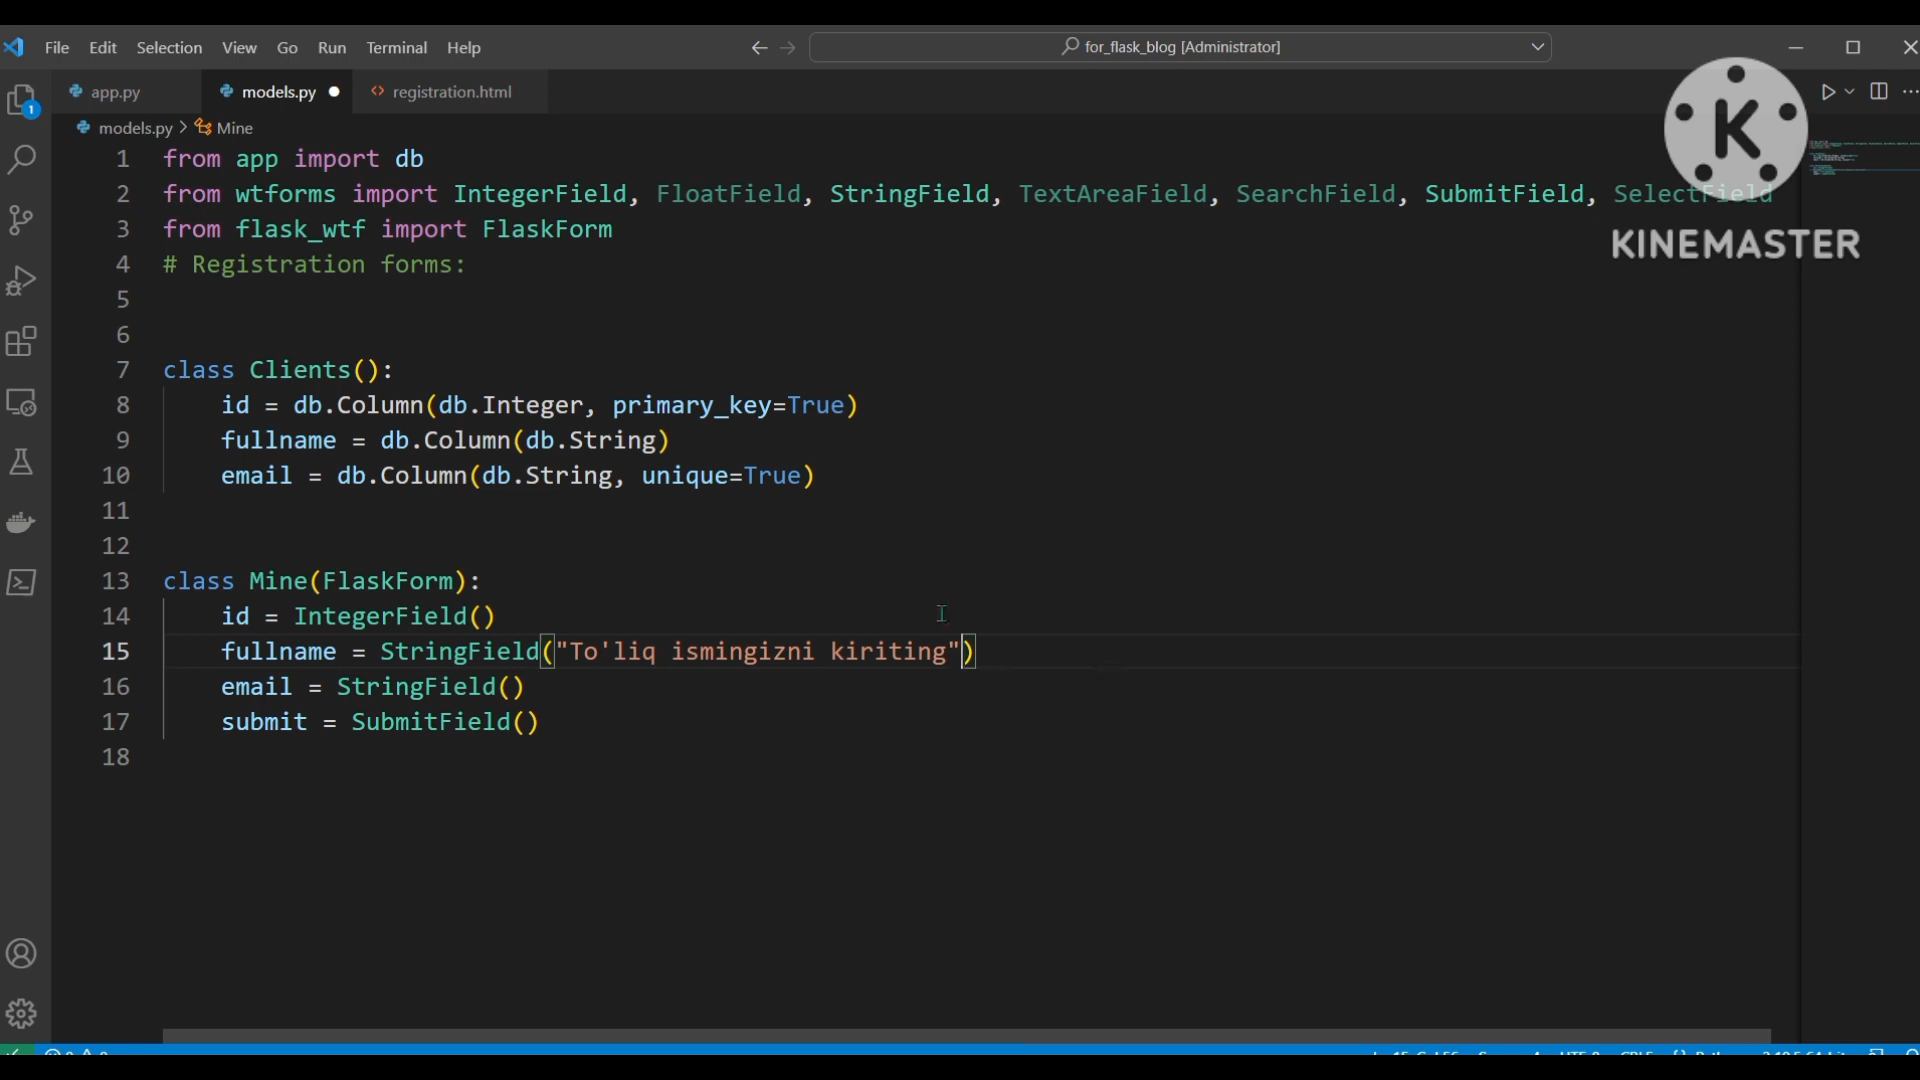 File Edit Selection View Go Run Terminal Help for_flask_blog [Administrator]
app.py models.py registration.html
models.py > Mine
KINEMASTER
1 from app import db
2 from wtforms import IntegerField, FloatField, StringField, TextAreaField, SearchField, SubmitField, SelectField
3 from flask_wtf import FlaskForm
4 # Registration forms:
5
6
7 class Clients():
8 id = db.Column(db.Integer, primary_key=True)
9 fullname = db.Column(db.String)
10 email = db.Column(db.String, unique=True)
11
12
13 class Mine(FlaskForm):
14 id = IntegerField()
15 fullname = StringField("To'liq ismingizni kiriting")
16 email = StringField()
17 submit = SubmitField()
18